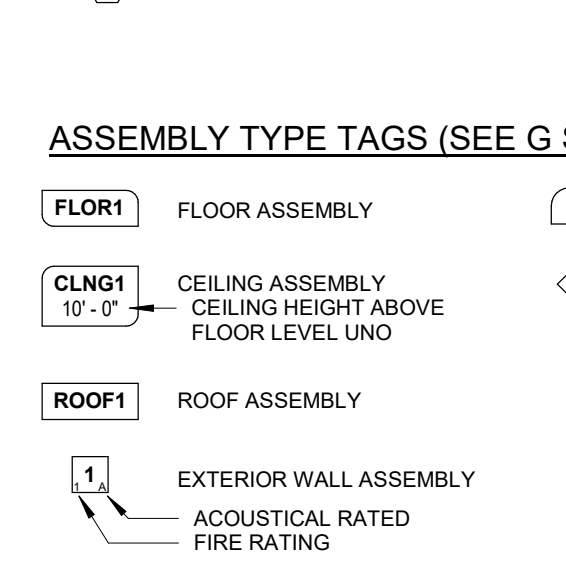 ASSEMBLY TYPE TAGS (SEE G
FLOR1 FLOOR ASSEMBLY
CLNG1 CEILING ASSEMBLY
10' - 0" CEILING HEIGHT ABOVE
FLOOR LEVEL UNO
ROOF1 ROOF ASSEMBLY
1
1 A EXTERIOR WALL ASSEMBLY
ACOUSTICAL RATED
FIRE RATING